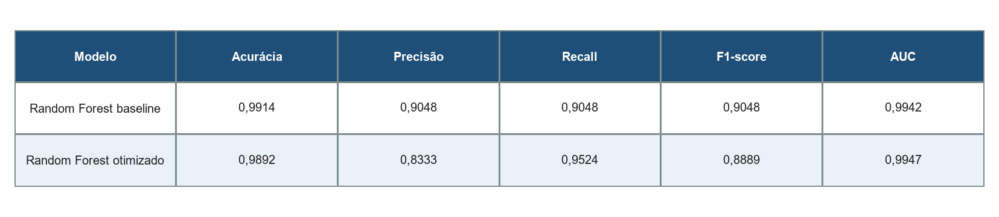 Modelo Acurácia Precisão Recall F1-score AUC
Random Forest baseline 0,9914 0,9048 0,9048 0,9048 0,9942
Random Forest otimizado 0,9892 0,8333 0,9524 0,8889 0,9947